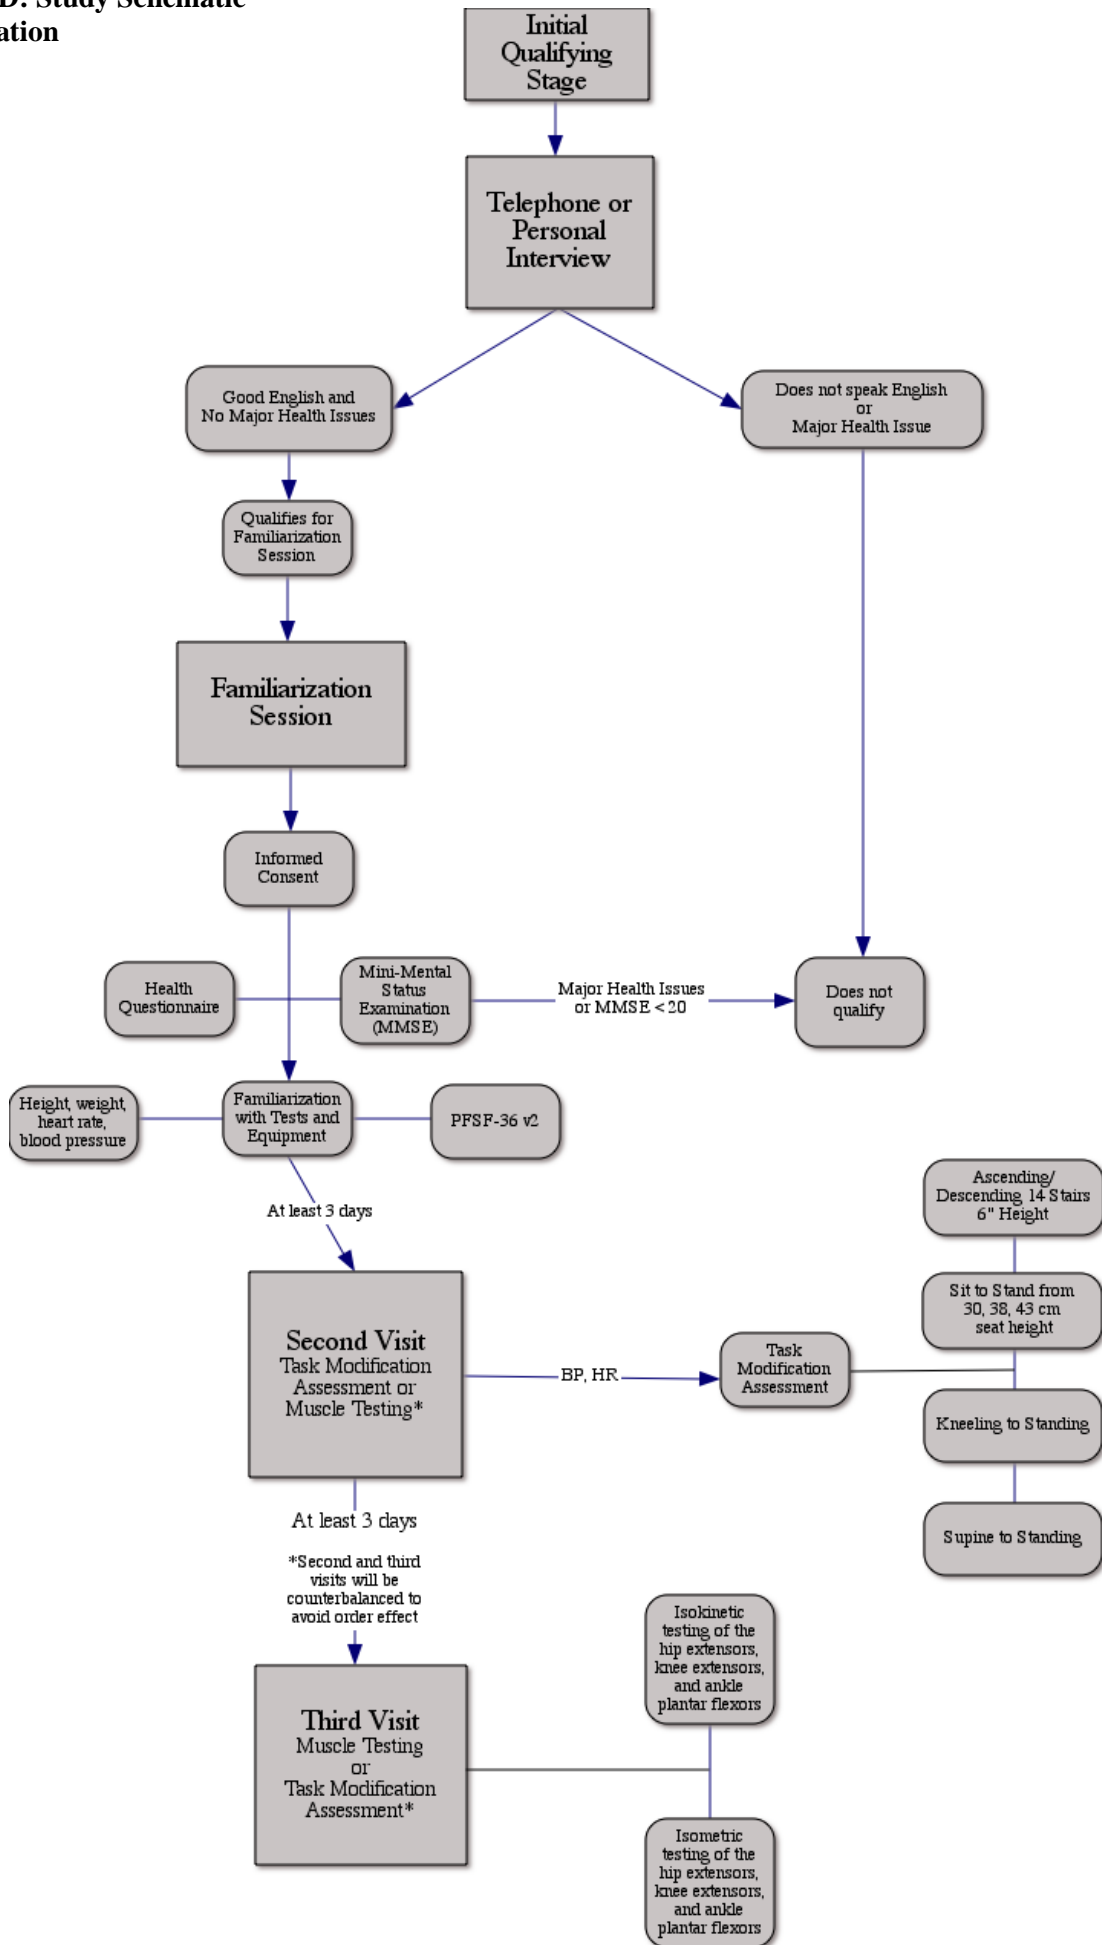 D: Study Schematic
ation
Initial
Qualifying
Stage
Telephone or
Personal
Interview
Good English and
No Major Health Issues
Does not speak English
or
Major Health Issue
Qualifies for
Familiarization
Session
Familiarization
Session
Informed
Consent
Health
Questionnaire
Mini-Mental
Status
Examination
(MMSE)
Major Health Issues
or MMSE < 20
Does not
qualify
Height, weight,
heart rate,
blood pressure
Familiarization
with Tests and
Equipment
PFSF-36 v2
At least 3 days
Ascending/
Descending 14 Stairs
6" Height
Sit to Stand from
30, 38, 43 cm
seat height
Second Visit
Task Modification
Assessment or
Muscle Testing*
BP, HR
Task
Modification
Assessment
Kneeling to Standing
Supine to Standing
At least 3 days
*Second and third
visits will be
counterbalanced to
avoid order effect
Isokinetic
testing of the
hip extensors,
knee extensors,
and ankle
plantar flexors
Third Visit
Muscle Testing
or
Task Modification
Assessment*
Isometric
testing of the
hip extensors,
knee extensors,
and ankle
plantar flexors